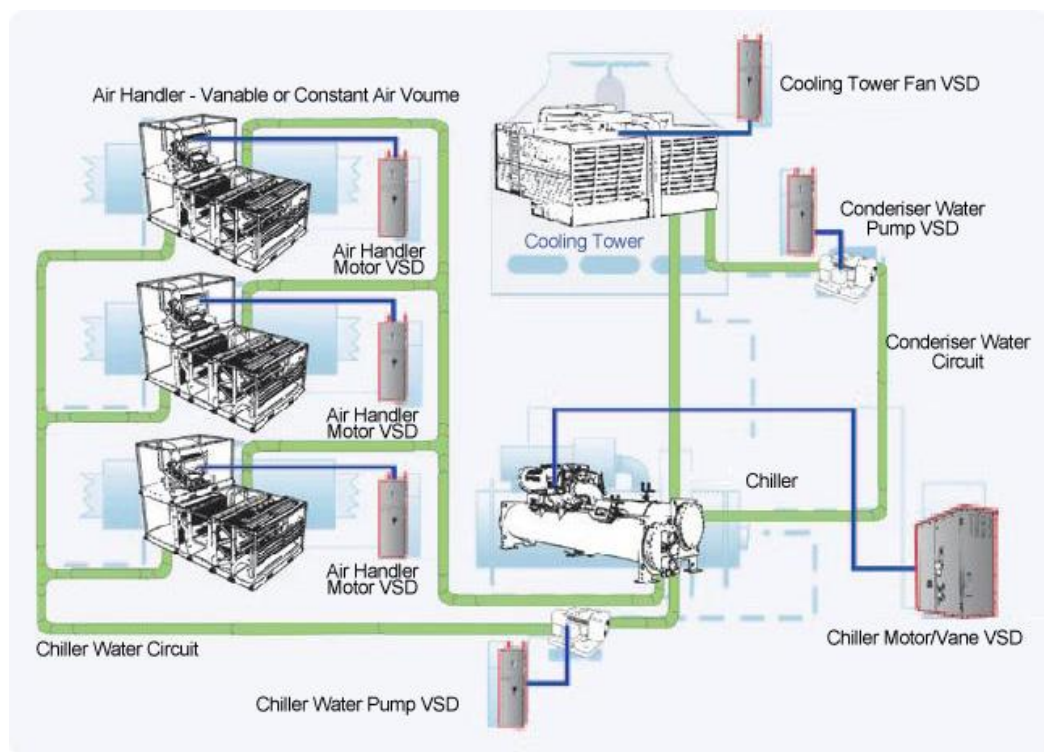 Air Handler - Vanable or Constant Air Voume
Cooling Tower Fan VSD
Conderiser Water
Pump VSD
Air Handler
Motor VSD
Cooling Tower
Conderiser Water
Circuit
Air Handler
Motor VSD
Chiller
Air Handler
Motor VSD
Chiller Motor/Vane VSD
Chiller Water Circuit
Chiller Water Pump VSD